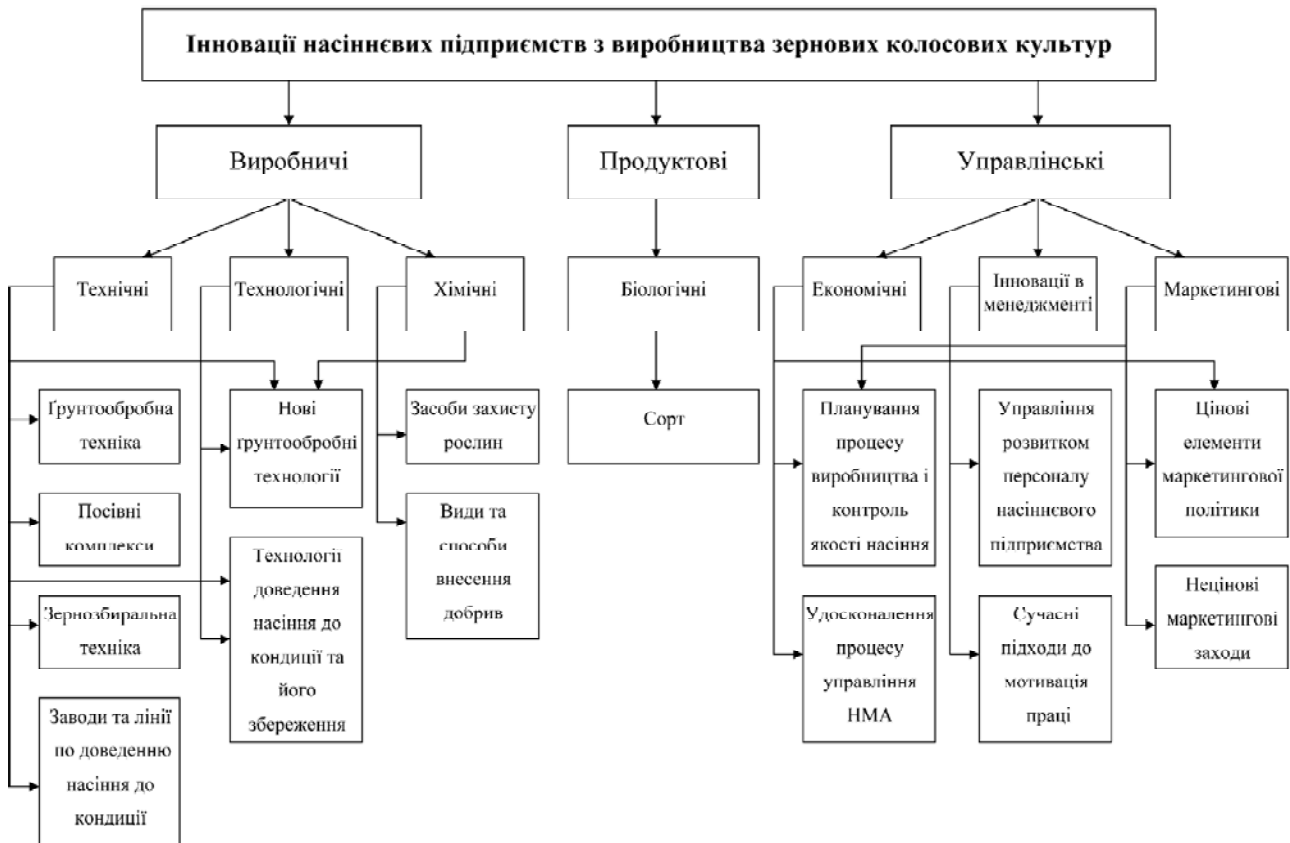 Інновації насіннєвих підприємств з виробництва зернових колосових культур
Виробничі
Продуктові
Управлінські
Технічні
Технологічні
Хімічні
Біологічні
Економічні
Інновації в
менеджменті
Маркетингові
Ґрунтообробна
техніка
Посівні
комплекси
Зернозбиральна
техніка
Заводи та лінії
по доведенню
насіння до
кондиції
Нові
ґрунтообробні
технології
Технології
доведення
насіння до
кондиції та
його
збереження
Засоби захисту
рослин
Види та
способи
внесення
добрив
Сорт
Планування
процесу
виробництва і
контроль
якості насіння
Удосконалення
процесу
управління
НМА
Управління
розвитком
персоналу
насіннєвого
підприємства
Сучасні
підходи до
мотивація
праці
Цінові
елементи
маркетингової
політики
Нецінові
маркетингові
заходи